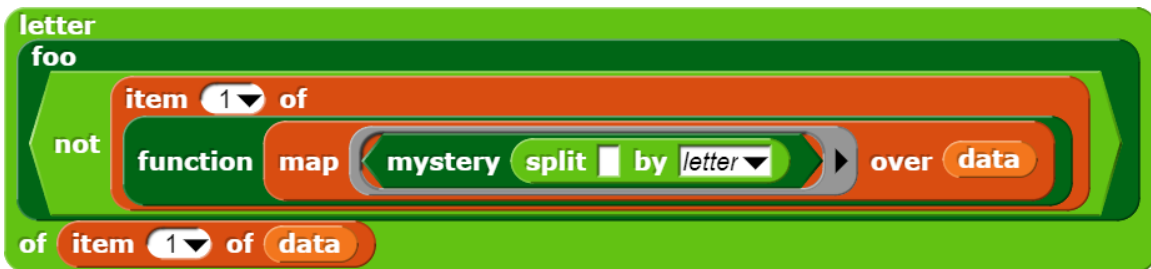 letter
foo
item 1 of
not function map mystery split by letter over data
of item 1 of data